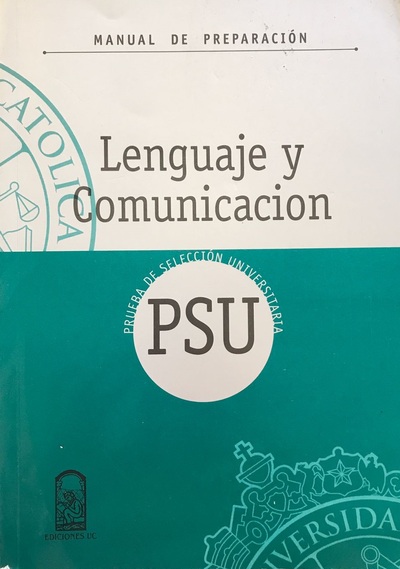 MANUAL DE PREPARACIÓN
CATOLICA
Lenguaje y
Comunicacion
PRUEBA DE SELECCIÓN UNIVERSITARIA
PSU
EDICIONES UC
UNIVERSIDA